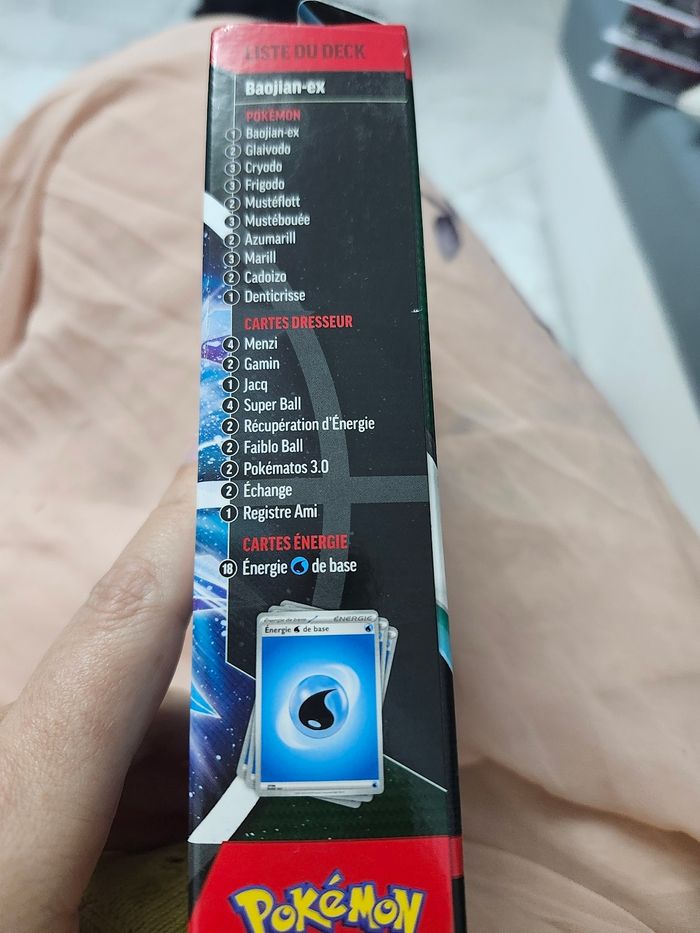 LISTE DU DECK
Baojian-ex
POKÉMON
1 Baojian-ex
2 Glaivodo
3 Cryodo
3 Frigodo
2 Mustéflott
3 Mustébouée
2 Azumarill
3 Marill
2 Cadoizo
1 Denticrisse
CARTES DRESSEUR
4 Menzi
2 Gamin
1 Jacq
4 Super Ball
2 Récupération d'Énergie
2 Faiblo Ball
2 Pokématos 3.0
2 Échange
1 Registre Ami
CARTES ÉNERGIE
18 Énergie de base
Énergie de base ÉNERGIE
Énergie de base
POKÉMON